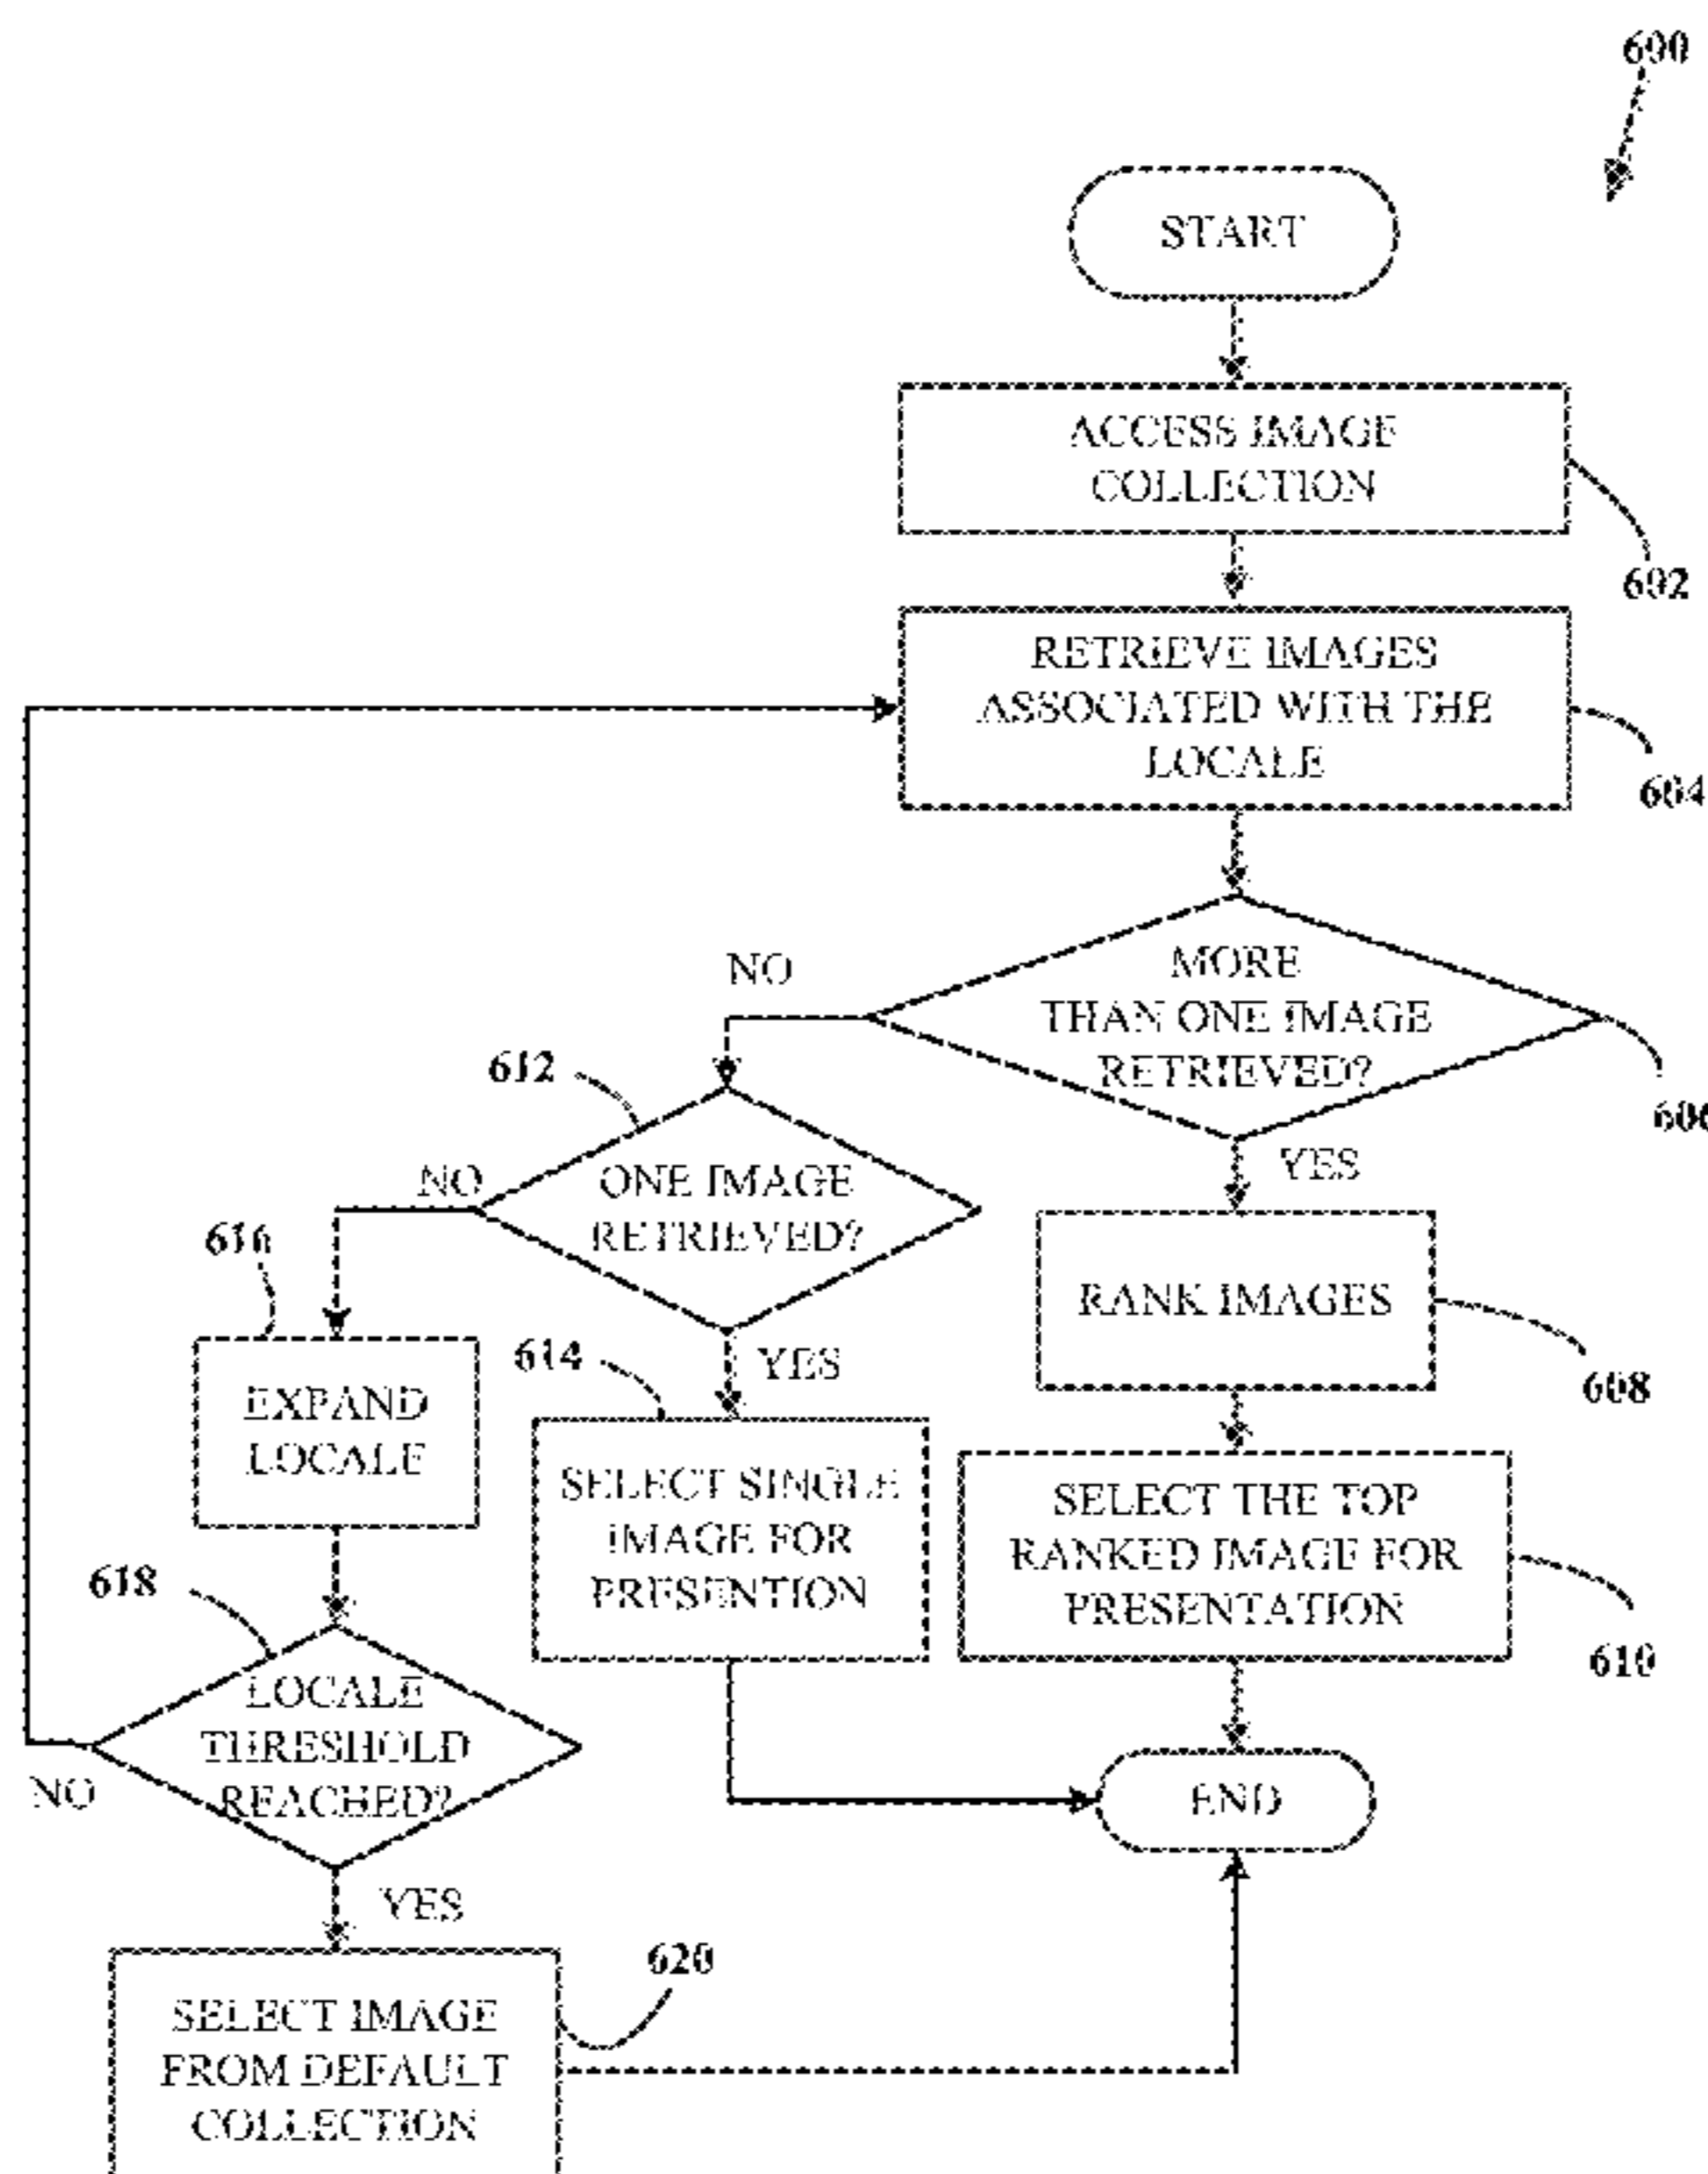 600
START
ACCESS IMAGE
COLLECTION
602
RETRIEVE IMAGES
ASSOCIATED WITH THE
LOCALE
604
MORE
THAN ONE IMAGE
RETRIEVED?
606
NO
YES
612
ONE IMAGE
RETRIEVED?
NO
YES
616
EXPAND
LOCALE
614
SELECT SINGLE
IMAGE FOR
PRESENTION
RANK IMAGES
608
SELECT THE TOP
RANKED IMAGE FOR
PRESENTATION
610
618
LOCALE
THRESHOLD
REACHED?
NO
YES
END
620
SELECT IMAGE
FROM DEFAULT
COLLECTION